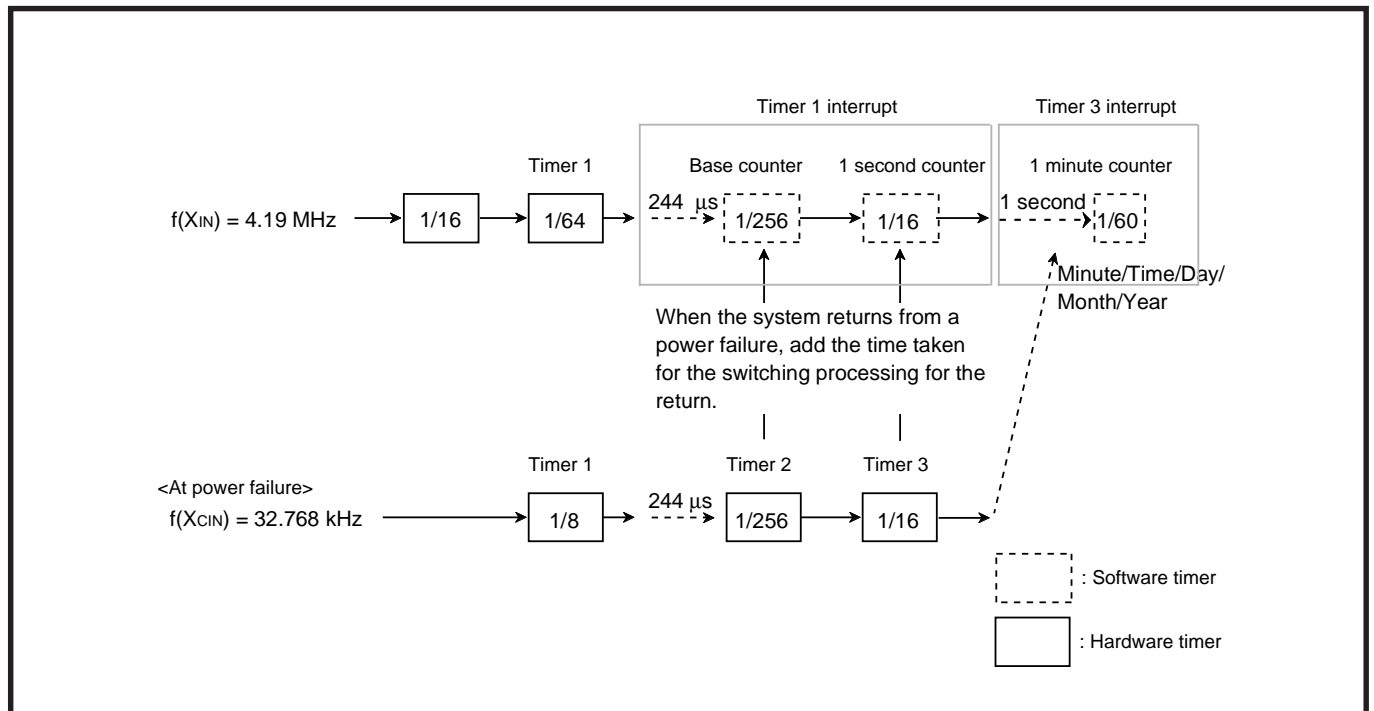 Timer 1 interrupt
Timer 3 interrupt
Timer 1
Base counter
1 second counter
1 minute counter
f(XIN) = 4.19 MHz
1/16
1/64
244 μs
1/256
1/16
1 second
1/60
Minute/Time/Day/
Month/Year
When the system returns from a
power failure, add the time taken
for the switching processing for the
return.
Timer 1
Timer 2
Timer 3
<At power failure>
f(XCIN) = 32.768 kHz
1/8
244 μs
1/256
1/16
: Software timer
: Hardware timer